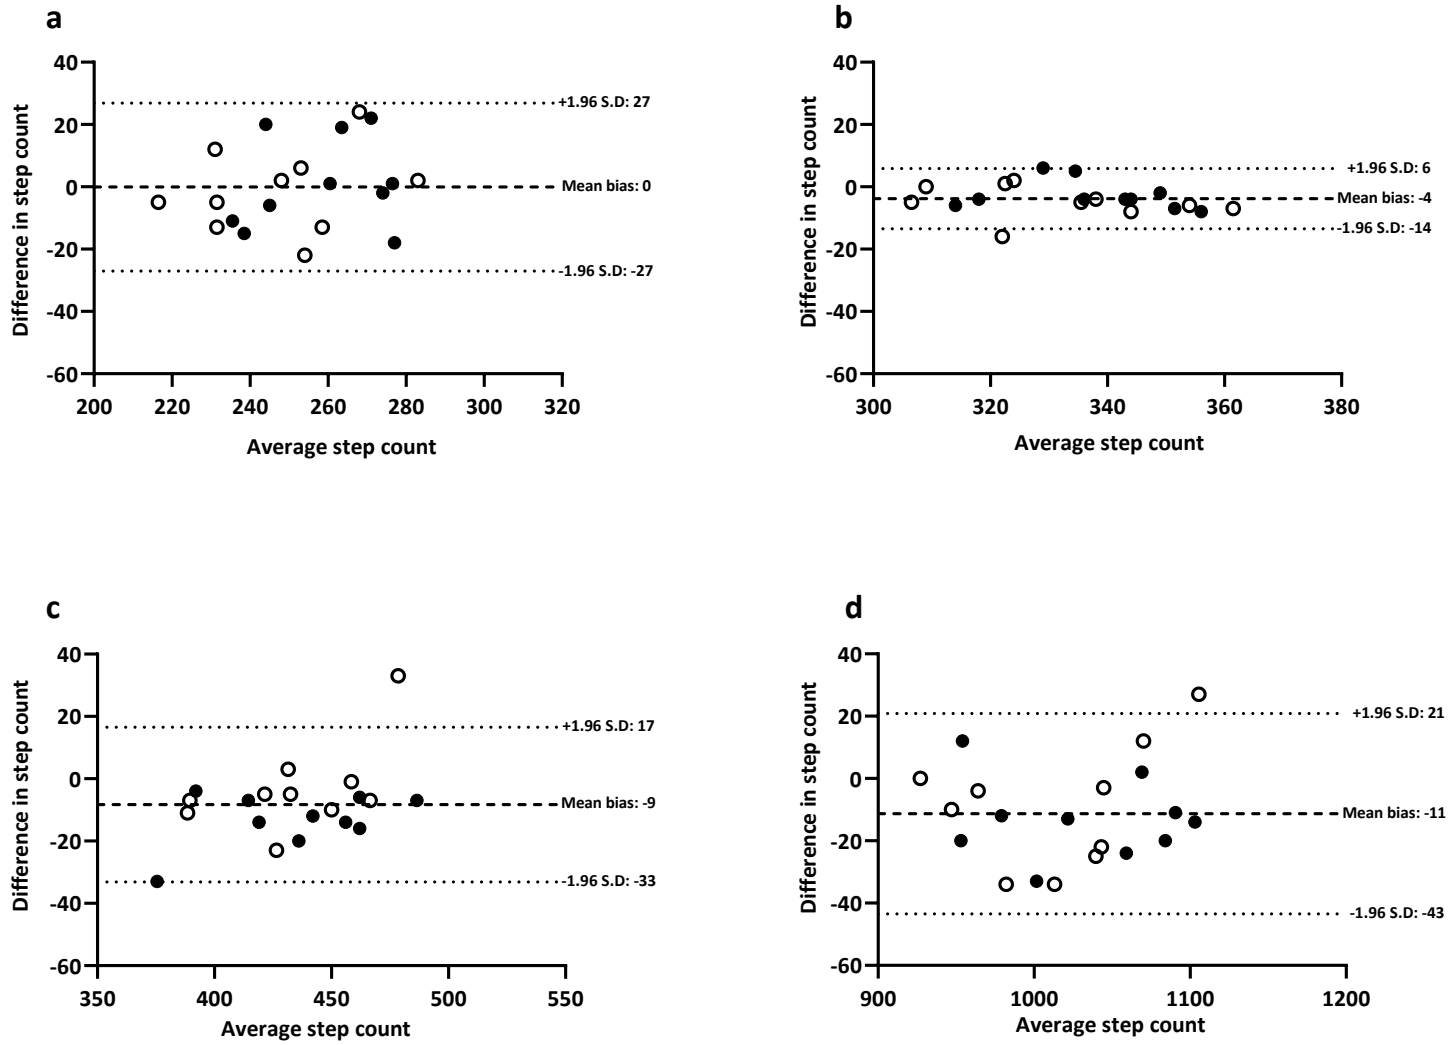 a
40
20
0
-20
-40
-60
Difference in step count
+1.96 S.D: 27
Mean bias: 0
-1.96 S.D: -27
200 220 240 260 280 300 320
Average step count
b
40
20
0
-20
-40
-60
Difference in step count
+1.96 S.D: 6
Mean bias: -4
-1.96 S.D: -14
300 320 340 360 380
Average step count
c
40
20
0
-20
-40
-60
Difference in step count
+1.96 S.D: 17
Mean bias: -9
-1.96 S.D: -33
350 400 450 500 550
Average step count
d
40
20
0
-20
-40
-60
Difference in step count
+1.96 S.D: 21
Mean bias: -11
-1.96 S.D: -43
900 1000 1100 1200
Average step count